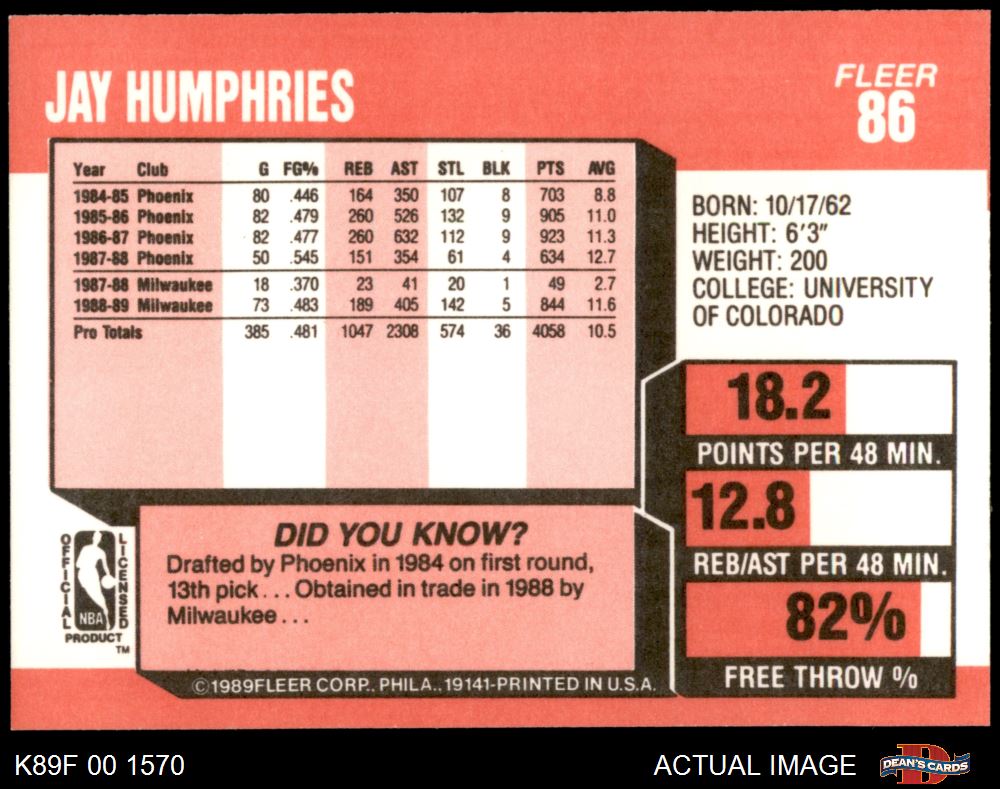 JAY HUMPHRIES
FLEER
86
Year Club G FG% REB AST STL BLK PTS AVG
1984-85 Phoenix 80 .446 164 350 107 8 703 8.8
1985-86 Phoenix 82 .479 260 526 132 9 905 11.0
1986-87 Phoenix 82 .477 260 632 112 9 923 11.3
1987-88 Phoenix 50 .545 151 354 61 4 634 12.7
1987-88 Milwaukee 18 .370 23 41 20 1 49 2.7
1988-89 Milwaukee 73 .483 189 405 142 5 844 11.6
Pro Totals 385 .481 1047 2308 574 36 4058 10.5
BORN: 10/17/62
HEIGHT: 6'3"
WEIGHT: 200
COLLEGE: UNIVERSITY
OF COLORADO
18.2
POINTS PER 48 MIN.
12.8
REB/AST PER 48 MIN.
82%
FREE THROW %
DID YOU KNOW?
Drafted by Phoenix in 1984 on first round,
13th pick... Obtained in trade in 1988 by
Milwaukee...
OFFICIAL
LICENSED
NBA
PRODUCT
TM
©1989FLEER CORP., PHILA., 19141-PRINTED IN U.S.A.
K89F 00 1570
ACTUAL IMAGE
DEAN'S CARDS